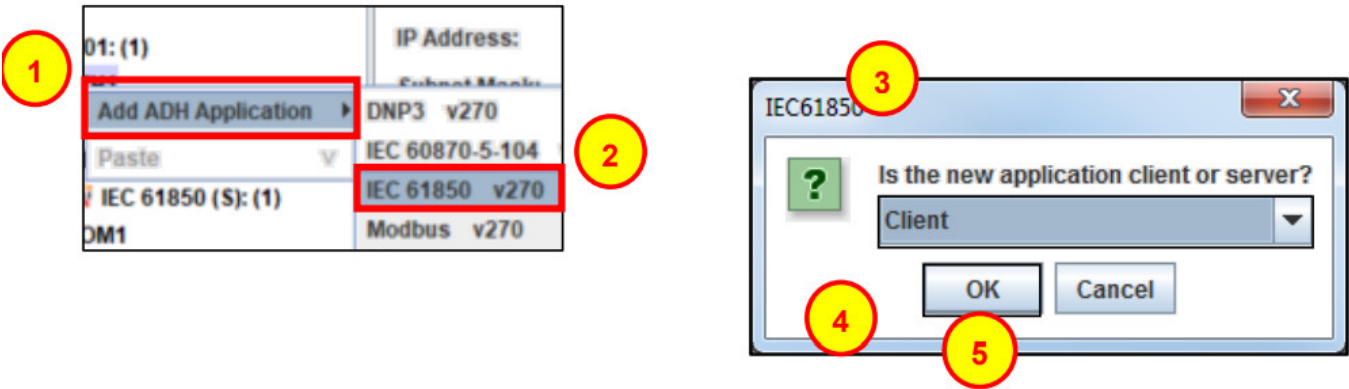 1
01: (1)
IP Address:
Subnet Mask:
Add ADH Application
DNP3 v270
Paste
IEC 60870-5-104
2
IEC 61850 (S): (1)
IEC 61850 v270
OM1
Modbus v270
3
IEC61850
Is the new application client or server?
Client
OK
Cancel
4
5